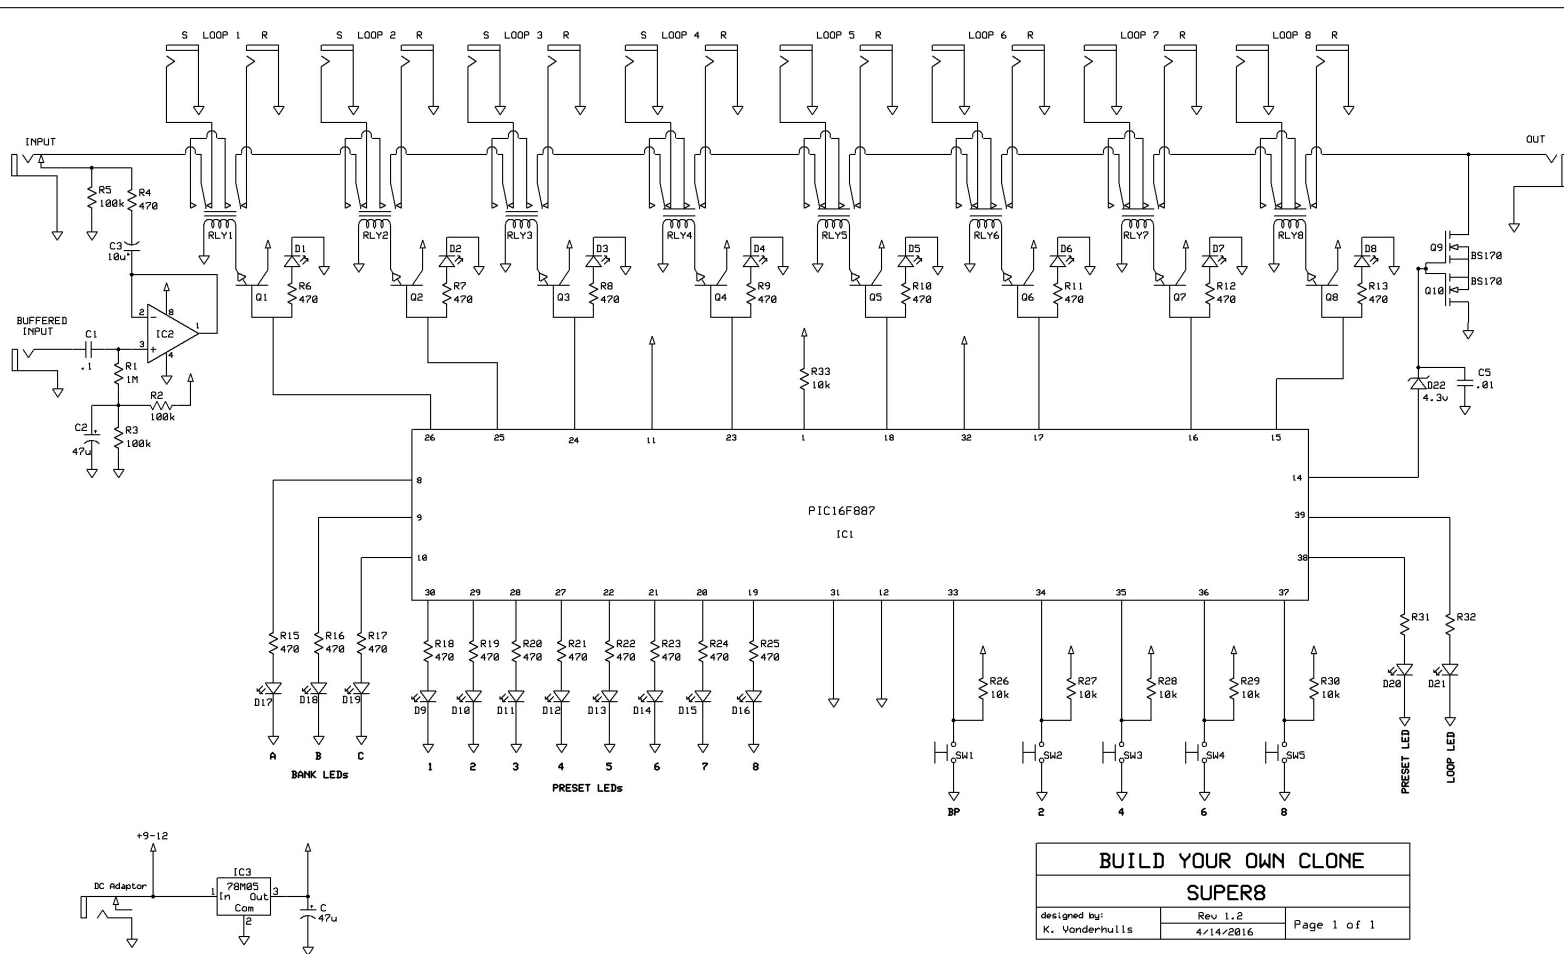 S LOOP 1 R S LOOP 2 R S LOOP 3 R S LOOP 4 R S LOOP 5 R S LOOP 6 R S LOOP 7 R S LOOP 8 R
INPUT
OUT
R5
100k
R4
470
C3
10u+
RLY1 RLY2 RLY3 RLY4 RLY5 RLY6 RLY7 RLY8
D1 D2 D3 D4 D5 D6 D7 D8
Q1 Q2 Q3 Q4 Q5 Q6 Q7 Q8
R6
470
R7
470
R8
470
R9
470
R10
470
R11
470
R12
470
R13
470
Q9
BS170
Q10
BS170
BUFFERED
INPUT
C1
.1
2
-
8
IC2
1
3
+
4
R1
1M
R2
100k
C2
+
47u
R3
100k
R33
10k
D22
4.3v
C5
.01
26 25 24 11 23 1 18 32 17 16 15
8
9
10
PIC16F887
IC1
14
39
38
30 29 28 27 22 21 20 19 31 12 33 34 35 36 37
R15
470
R16
470
R17
470
R18
470
R19
470
R20
470
R21
470
R22
470
R23
470
R24
470
R25
470
R31
R32
D17 D18 D19
D9 D10 D11 D12 D13 D14 D15 D16
D20 D21
R26
10k
R27
10k
R28
10k
R29
10k
R30
10k
SW1 SW2 SW3 SW4 SW5
A B C
BANK LEDs
1 2 3 4 5 6 7 8
PRESET LEDs
BP 2 4 6 8
PRESET LED
LOOP LED
+9-12
DC Adaptor
IC3
78M05
1
In Out
3
Com
2
+
C
47u
BUILD YOUR OWN CLONE
SUPER8
designed by:
K. Vonderhulls
Rev 1.2
4/14/2016
Page 1 of 1